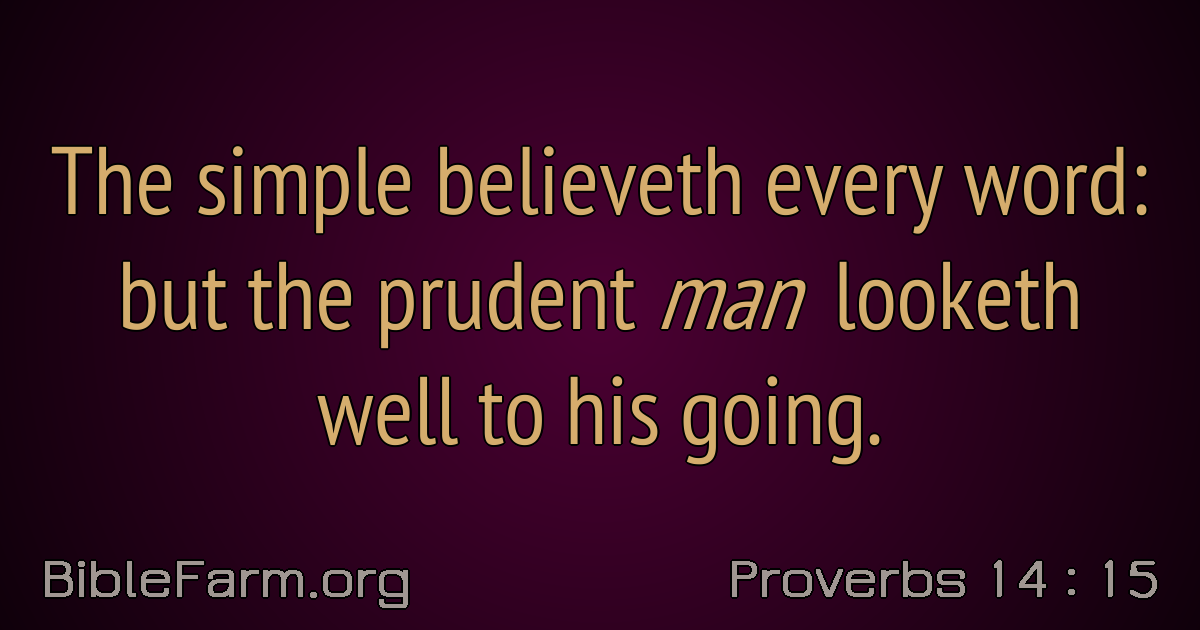 The simple believeth every word:
but the prudent man looketh
well to his going.
BibleFarm.org
Proverbs 14 : 15